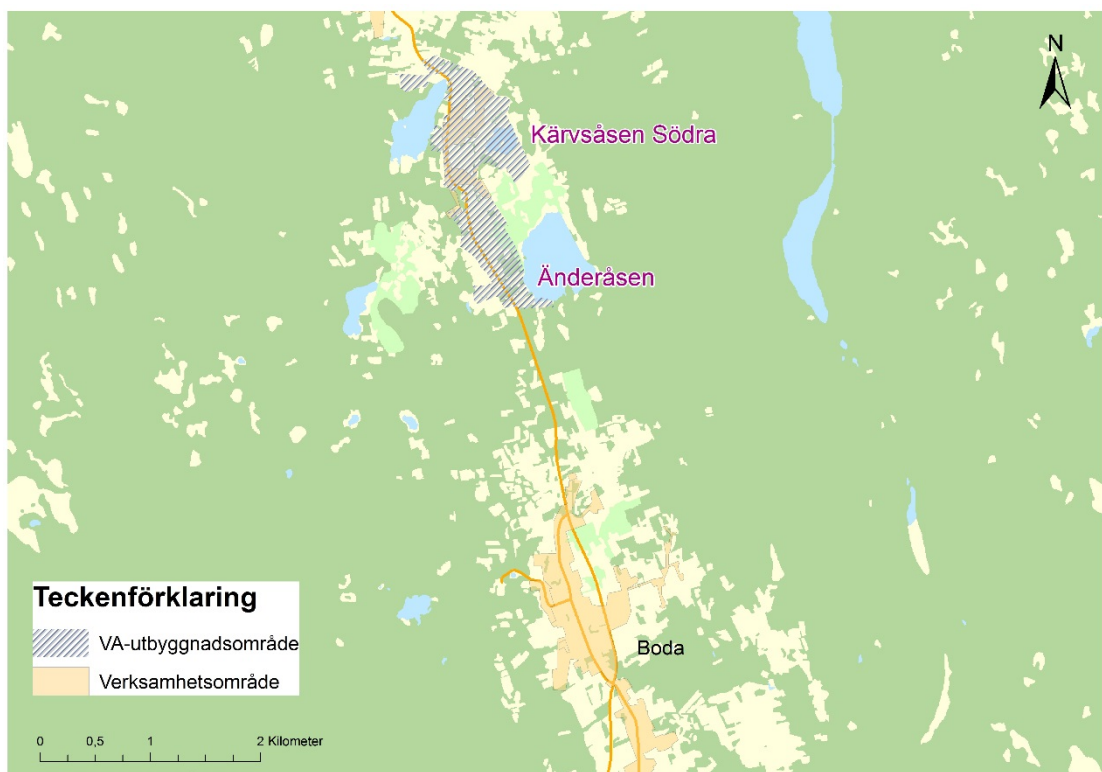 N
Kärvsåsen Södra
Änderåsen
Boda
Teckenförklaring
VA-utbyggnadsområde
Verksamhetsområde
0 0,5 1 2 Kilometer